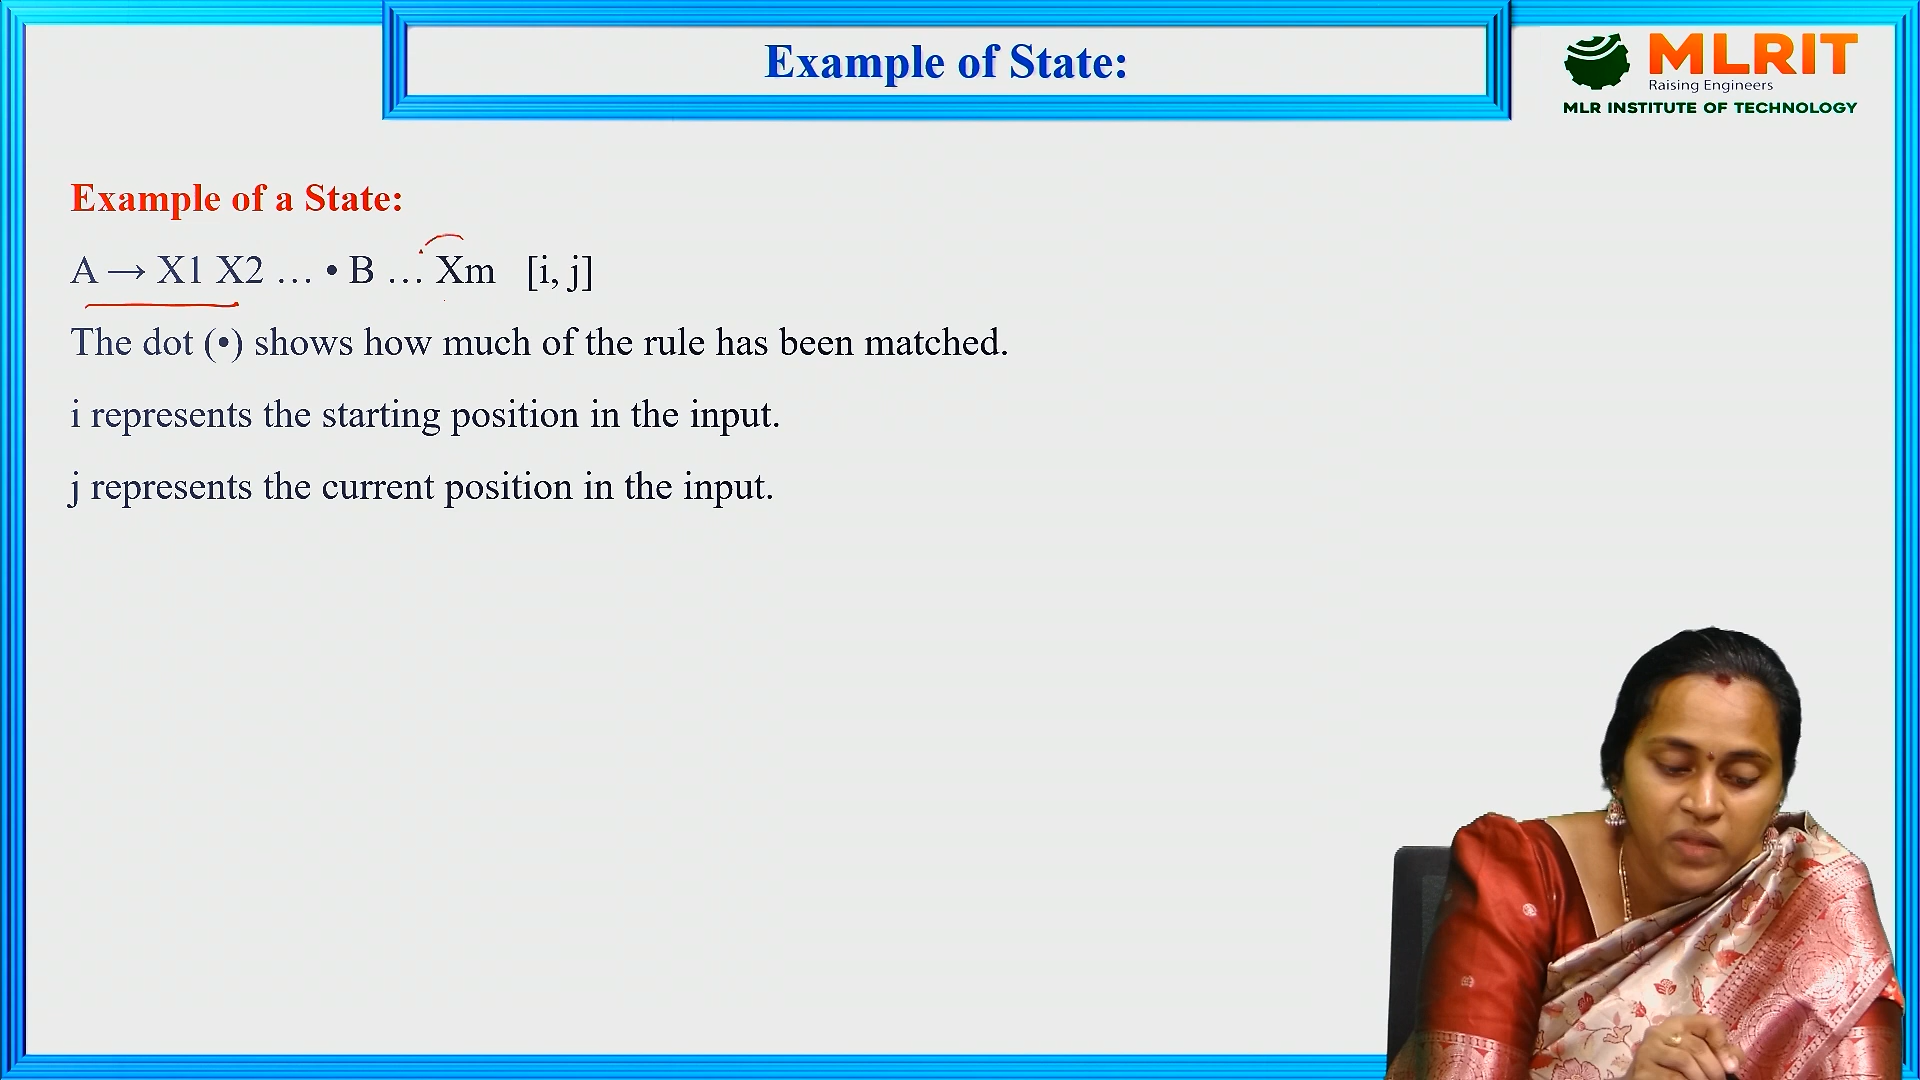 Example of State:
MLRIT
Raising Engineers
MLR INSTITUTE OF TECHNOLOGY
Example of a State:
A → X1 X2 … • B … Xm [i, j]
The dot (•) shows how much of the rule has been matched.
i represents the starting position in the input.
j represents the current position in the input.